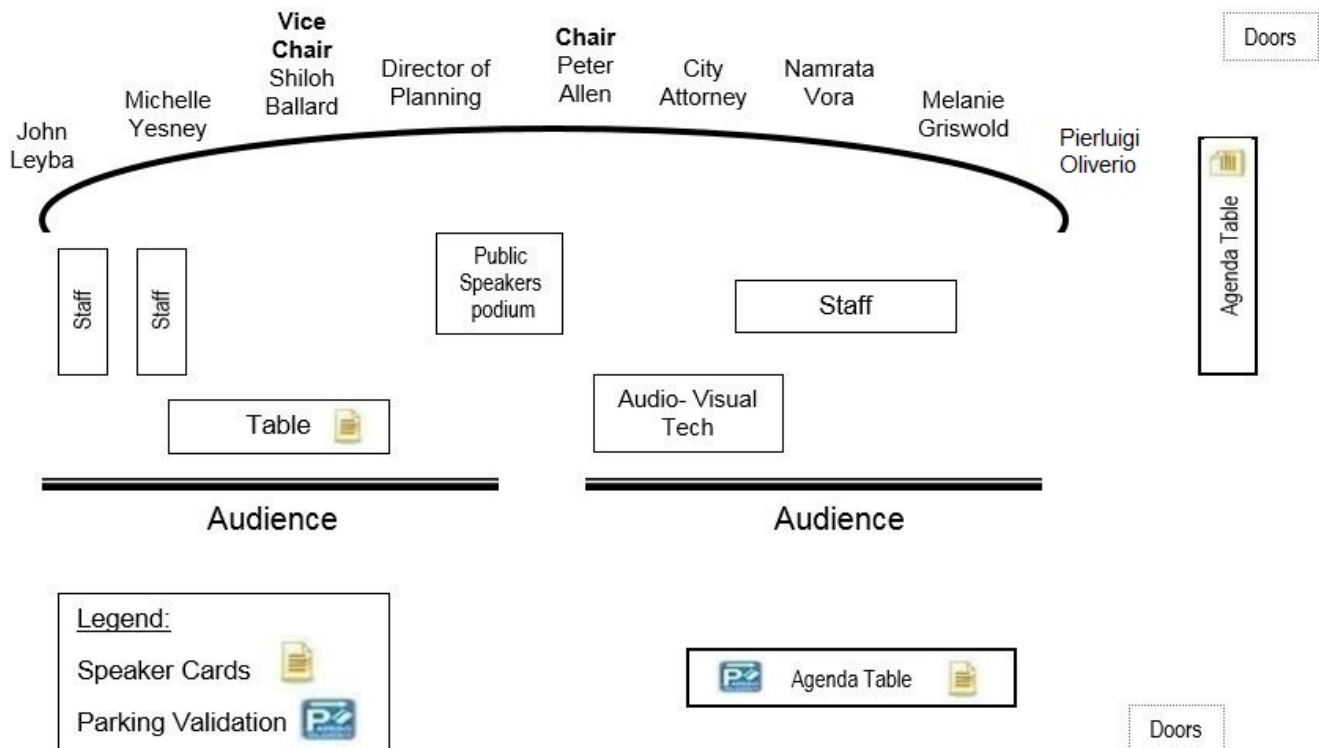 Vice
Chair
Shiloh
Ballard
Chair
Peter
Allen
Doors
Director of
Planning
City
Attorney
Namrata
Vora
Michelle
Yesney
Melanie
Griswold
John
Leyba
Pierluigi
Oliverio
Agenda Table
Staff
Staff
Public
Speakers
podium
Staff
Table
Audio- Visual
Tech
Audience
Audience
Legend:
Speaker Cards
Parking Validation
P
P
Agenda Table
Doors